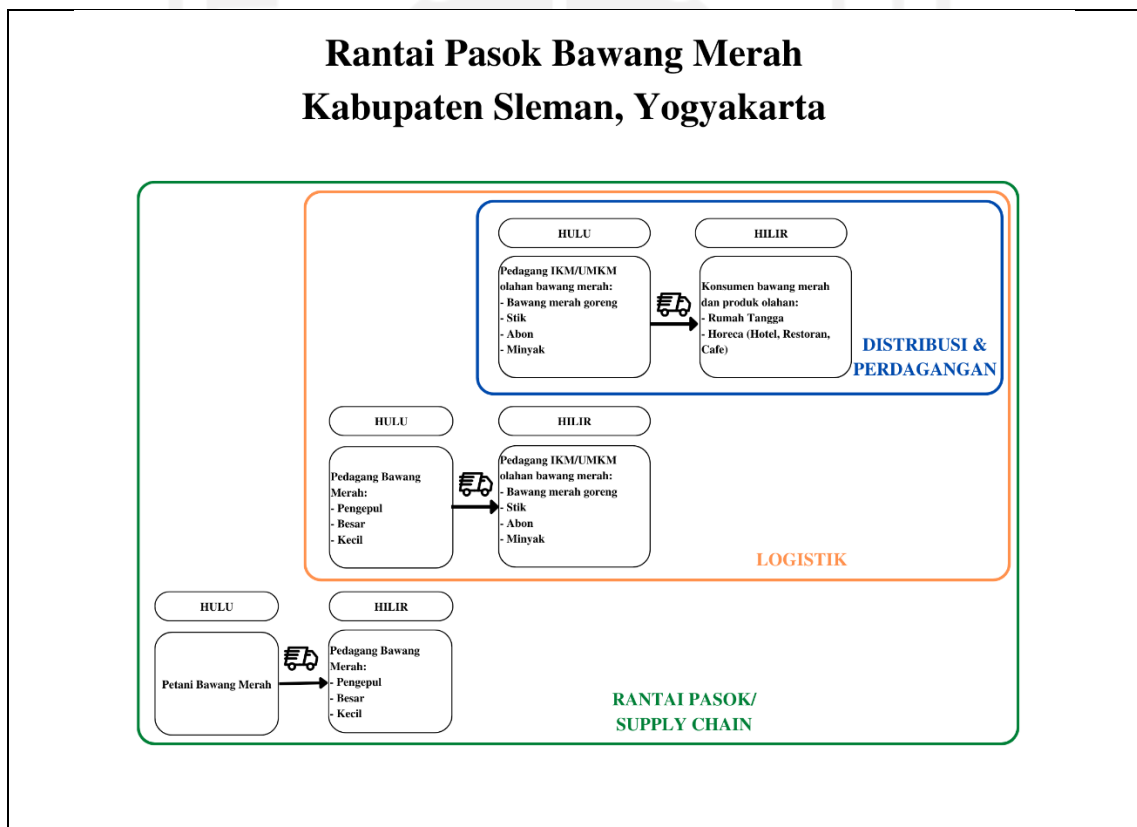 Rantai Pasok Bawang Merah
Kabupaten Sleman, Yogyakarta
HULU
HILIR
Pedagang IKM/UMKM
olahan bawang merah:
- Bawang merah goreng
- Stik
- Abon
- Minyak
Konsumen bawang merah
dan produk olahan:
- Rumah Tangga
- Horeca (Hotel, Restoran,
Cafe)
DISTRIBUSI &
PERDAGANGAN
HULU
HILIR
Pedagang Bawang
Merah:
- Pengepul
- Besar
- Kecil
Pedagang IKM/UMKM
olahan bawang merah:
- Bawang merah goreng
- Stik
- Abon
- Minyak
LOGISTIK
HULU
HILIR
Petani Bawang Merah
Pedagang Bawang
Merah:
- Pengepul
- Besar
- Kecil
RANTAI PASOK/
SUPPLY CHAIN